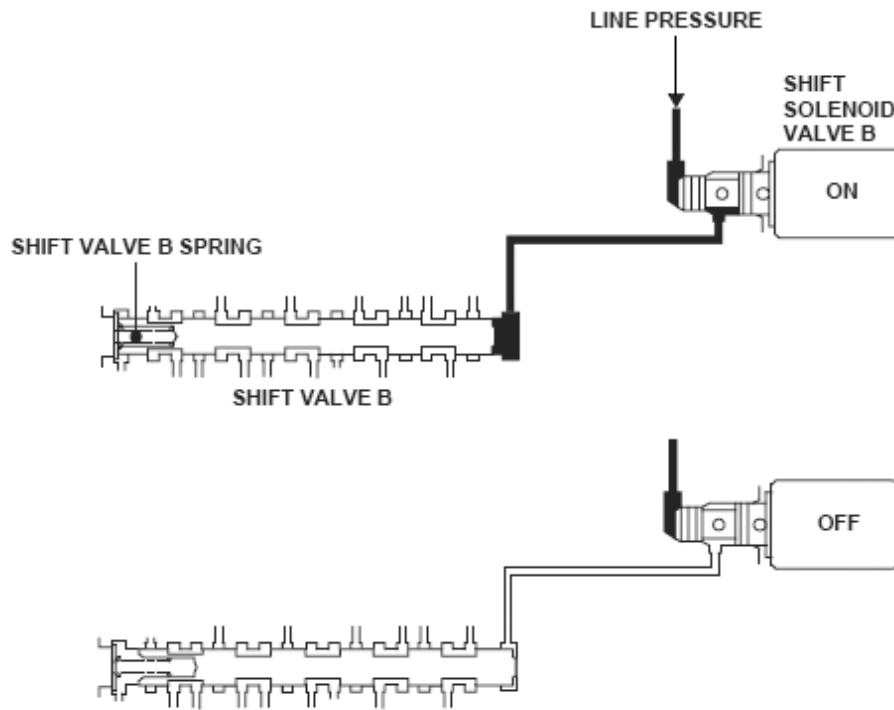 LINE PRESSURE
SHIFT
SOLENOID
VALVE B
ON
SHIFT VALVE B SPRING
SHIFT VALVE B
OFF